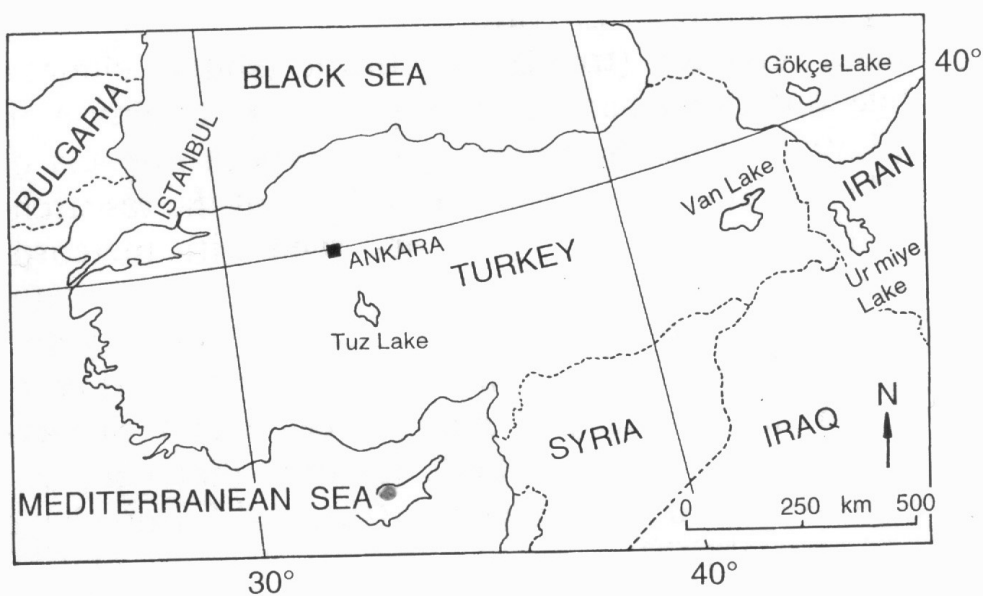 BLACK SEA
Gökçe Lake
40°
BULGARIA
ISTANBUL
IRAN
Van Lake
ANKARA
TURKEY
Ur miye
Lake
Tuz Lake
N
SYRIA
IRAQ
MEDITERRANEAN SEA
0 250 km 500
30°
40°